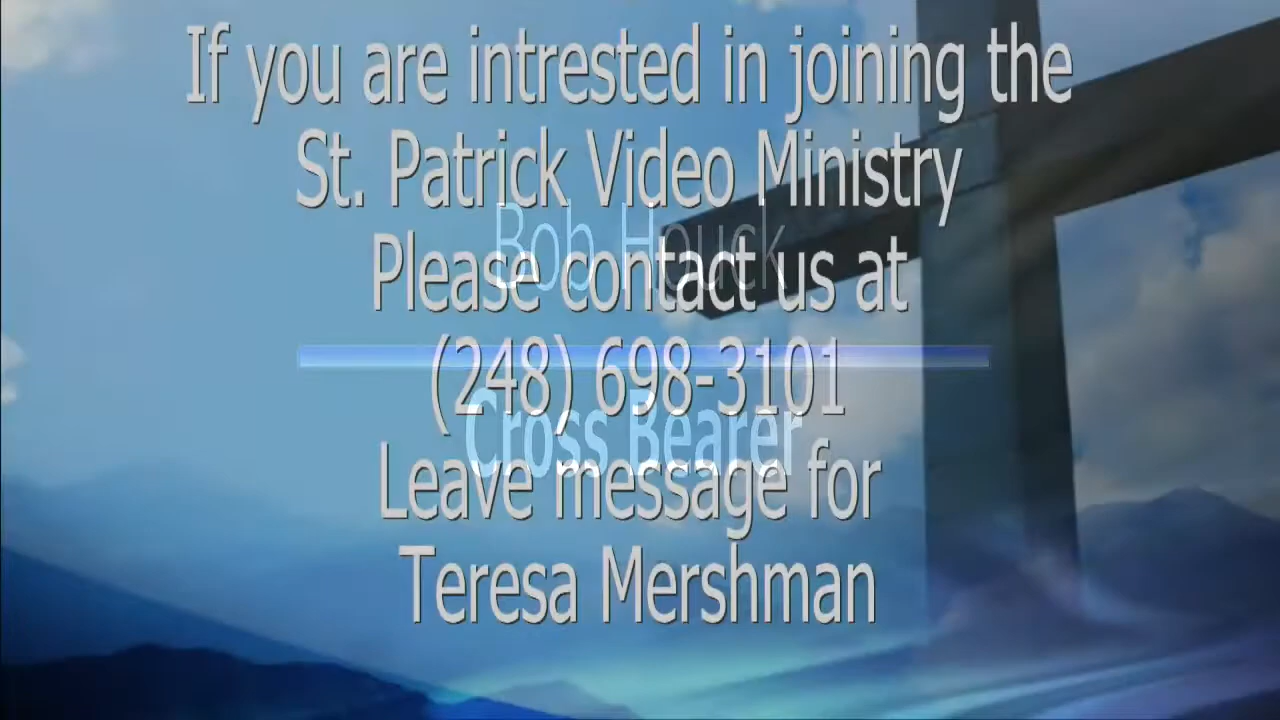 If you are intrested in joining the
St. Patrick Video Ministry
Bob Houck
Please contact us at
(248) 698-3101
Cross Bearer
Leave message for
Teresa Mershman